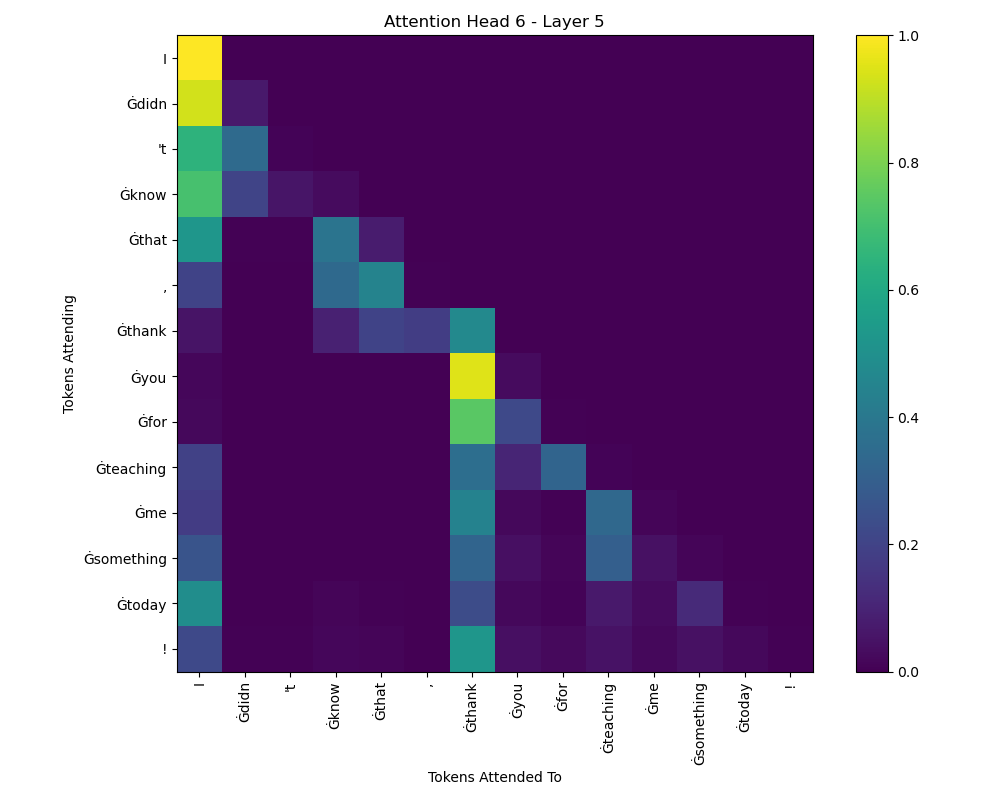 Attention Head 6 - Layer 5
Tokens Attending
I
Ġdidn
't
Ġknow
Ġthat
,
Ġthank
Ġyou
Ġfor
Ġteaching
Ġme
Ġsomething
Ġtoday
!
I
Ġdidn
't
Ġknow
Ġthat
,
Ġthank
Ġyou
Ġfor
Ġteaching
Ġme
Ġsomething
Ġtoday
!
Tokens Attended To
1.0
0.8
0.6
0.4
0.2
0.0